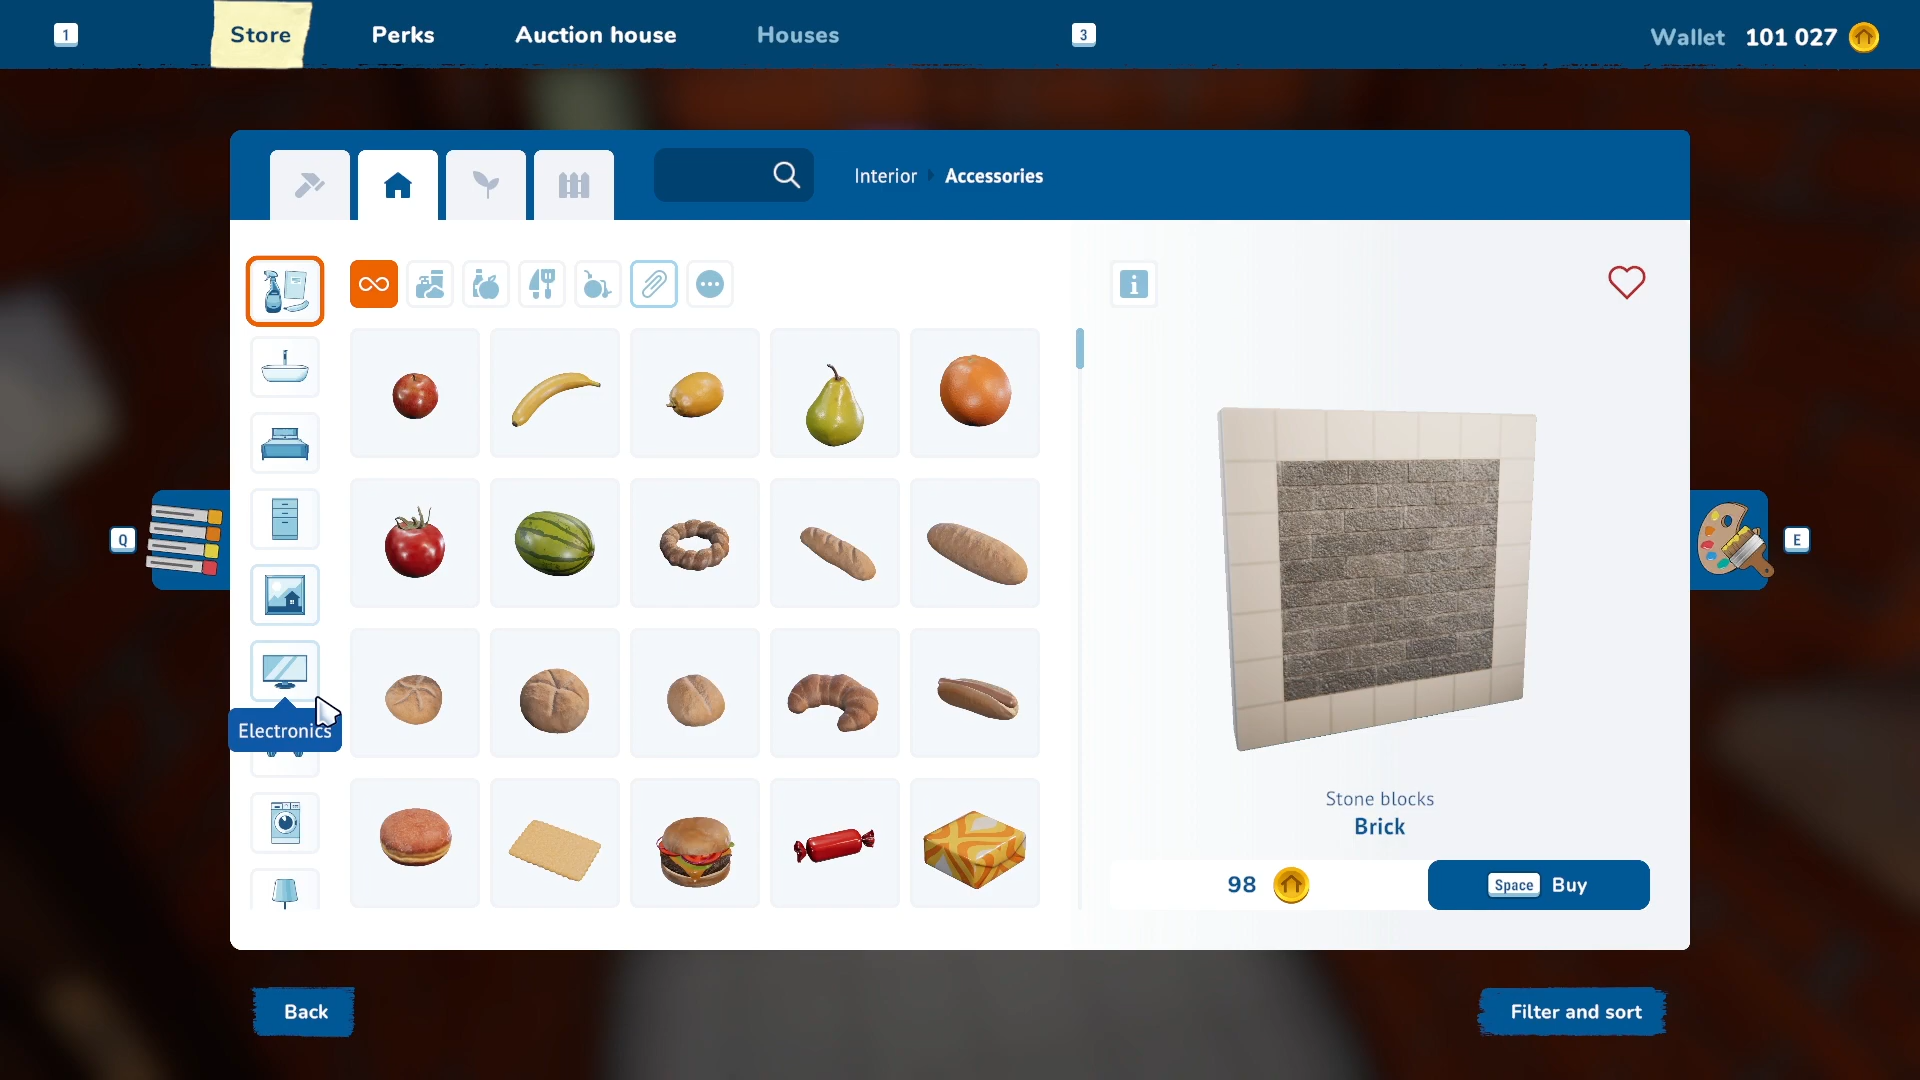 1
Store
Perks
Auction house
Houses
3
Wallet 101 027
Interior Accessories
Q
E
i
Electronics
Stone blocks
Brick
98
Space Buy
Back
Filter and sort